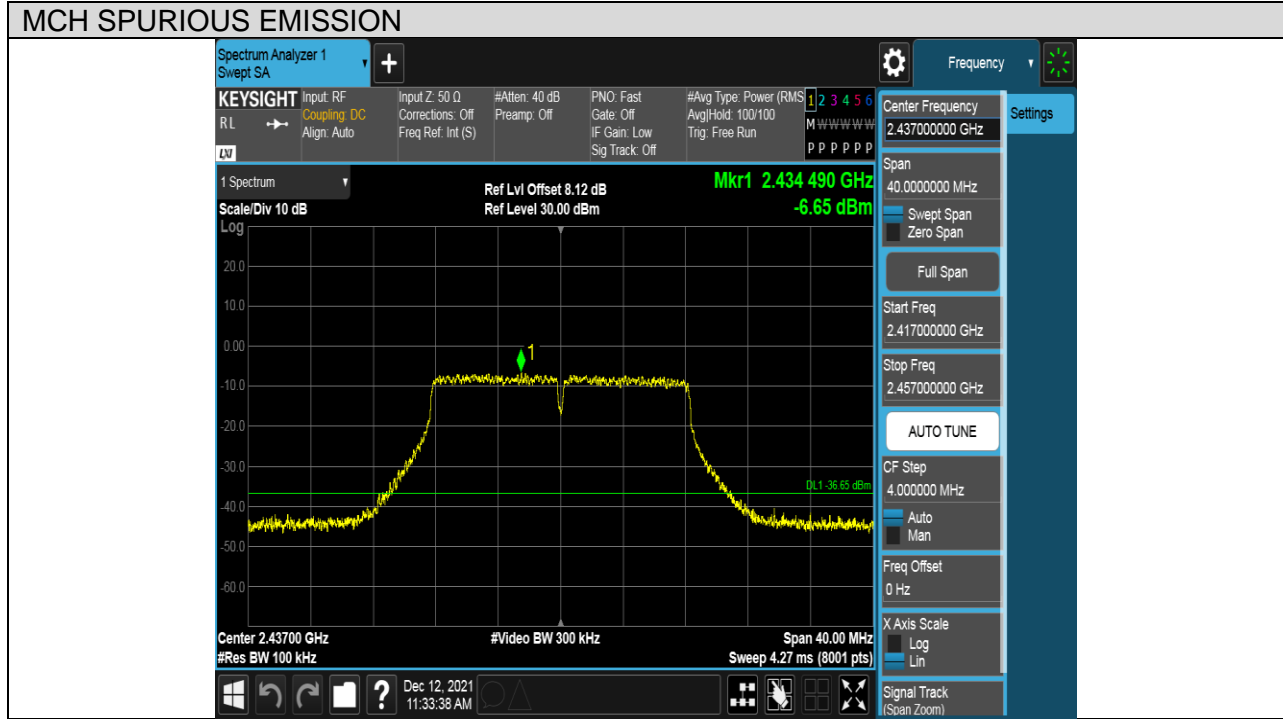 MCH SPURIOUS EMISSION
Spectrum Analyzer 1
Swept SA
+
Frequency
KEYSIGHT
RL
LXI
Input: RF
Coupling: DC
Align: Auto
Input Z: 50 Ω
Corrections: Off
Freq Ref: Int (S)
#Atten: 40 dB
Preamp: Off
PNO: Fast
Gate: Off
IF Gain: Low
Sig Track: Off
#Avg Type: Power (RMS
Avg|Hold: 100/100
Trig: Free Run
1 2 3 4 5 6
M W W W W W
P P P P P P
1 Spectrum
Scale/Div 10 dB
Ref Lvl Offset 8.12 dB
Ref Level 30.00 dBm
Mkr1 2.434 490 GHz
-6.65 dBm
Log
20.0
10.0
0.00
-10.0
-20.0
-30.0
-40.0
-50.0
-60.0
1
DL1 -36.65 dBm
Center 2.43700 GHz
#Res BW 100 kHz
#Video BW 300 kHz
Span 40.00 MHz
Sweep 4.27 ms (8001 pts)
?
Dec 12, 2021
11:33:38 AM
Center Frequency
2.437000000 GHz
Settings
Span
40.0000000 MHz
Swept Span
Zero Span
Full Span
Start Freq
2.417000000 GHz
Stop Freq
2.457000000 GHz
AUTO TUNE
CF Step
4.000000 MHz
Auto
Man
Freq Offset
0 Hz
X Axis Scale
Log
Lin
Signal Track
(Span Zoom)